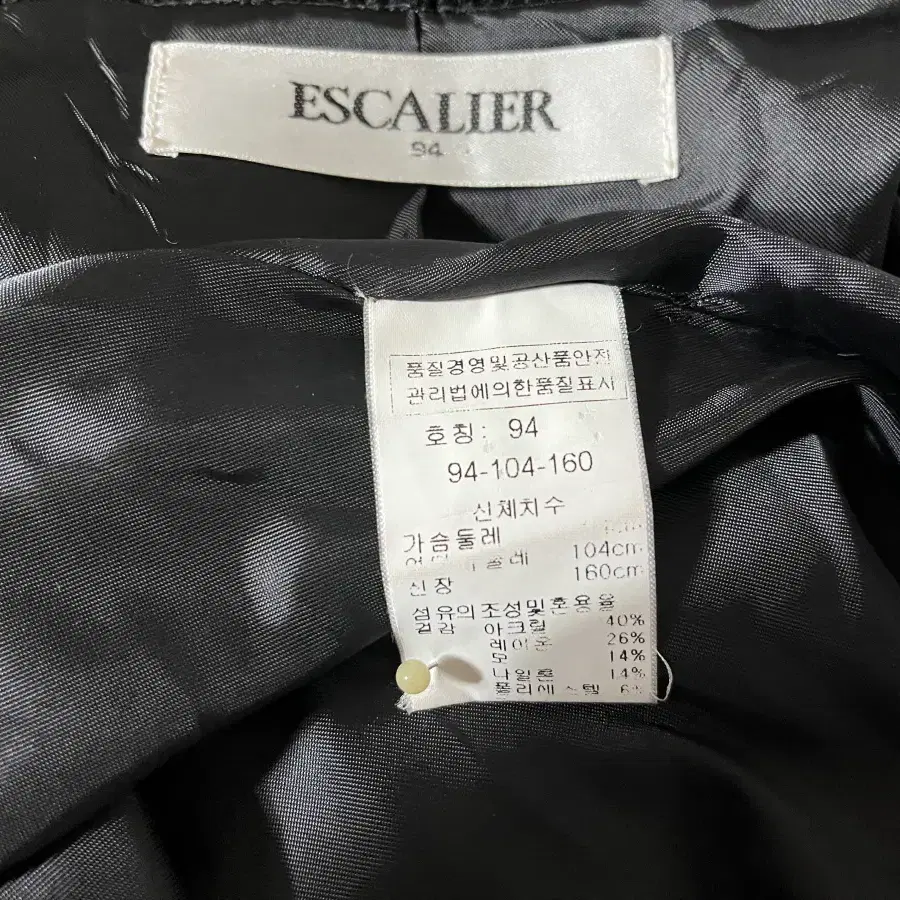 ESCALIER
94
품질경영및공산품안전
관리법에의한품질표시
호칭: 94
94-104-160
신체치수
가슴둘레
104cm
신장 160cm
섬유의 조성및혼용율
겉감 아크릴 40%
레이온 26%
모 14%
나일론 14%
폴리에스텔 6%